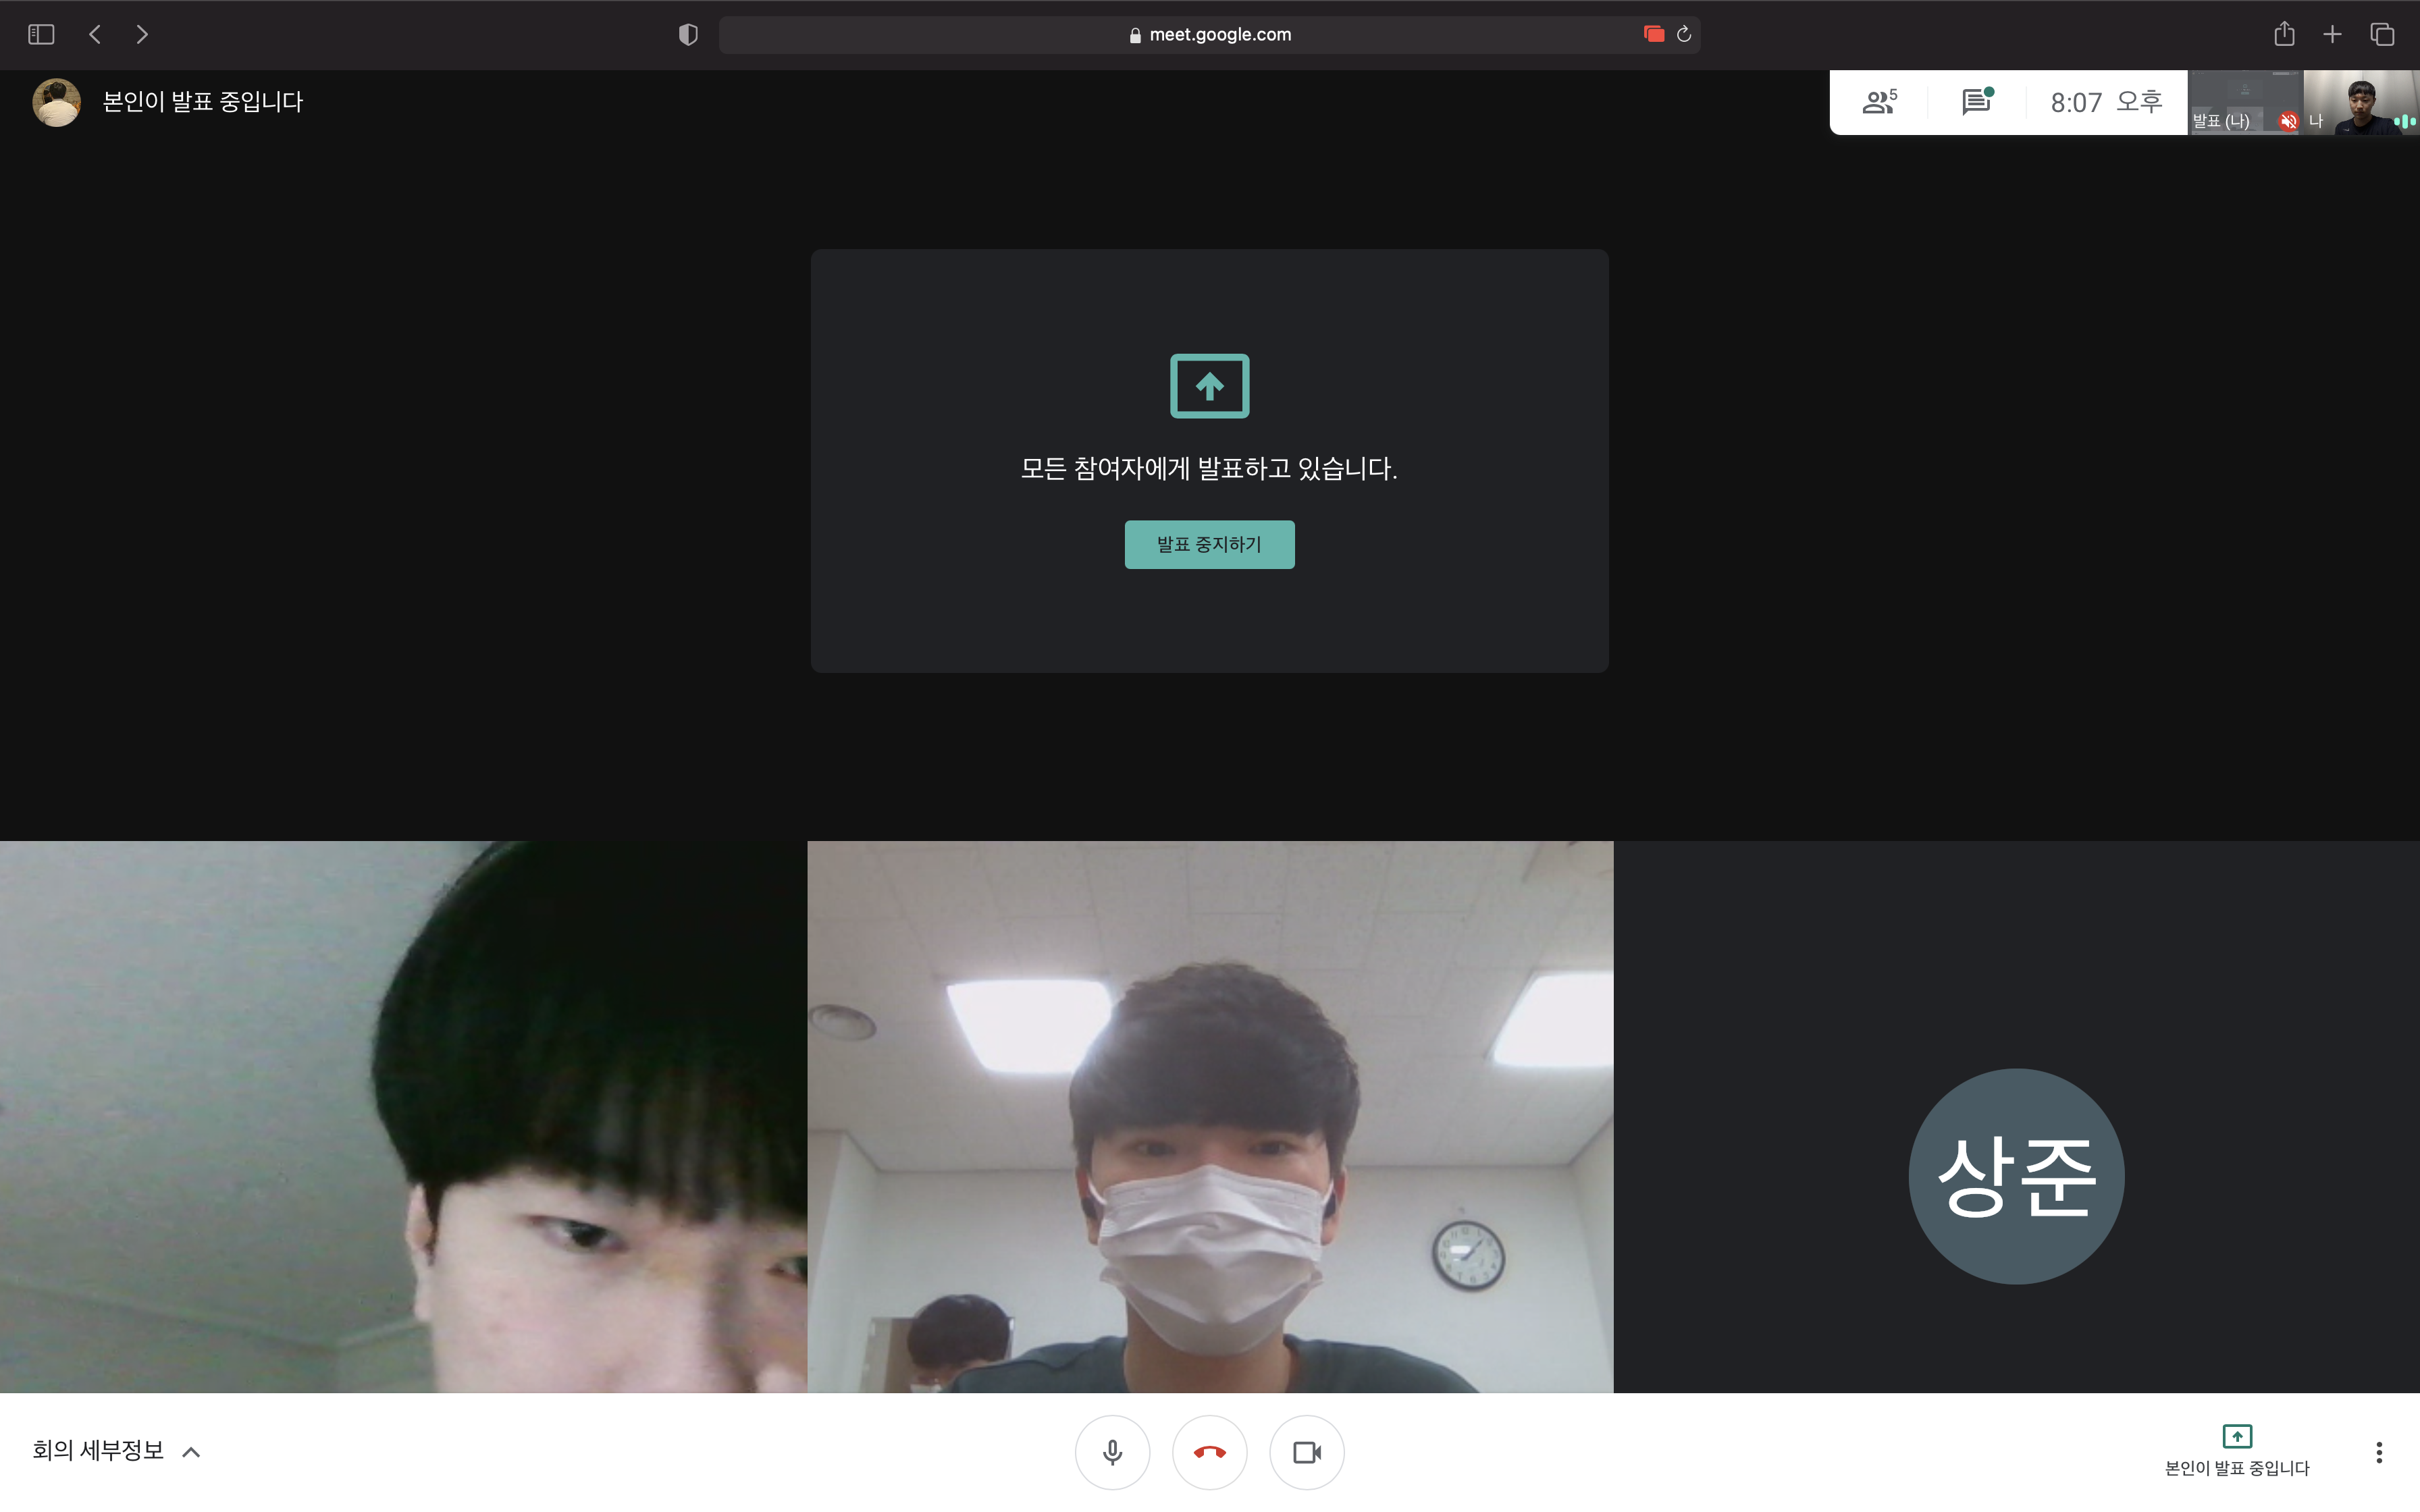 meet.google.com
본인이 발표 중입니다
5
8:07 오후
발표 (나)
나
모든 참여자에게 발표하고 있습니다.
발표 중지하기
상준
회의 세부정보
본인이 발표 중입니다